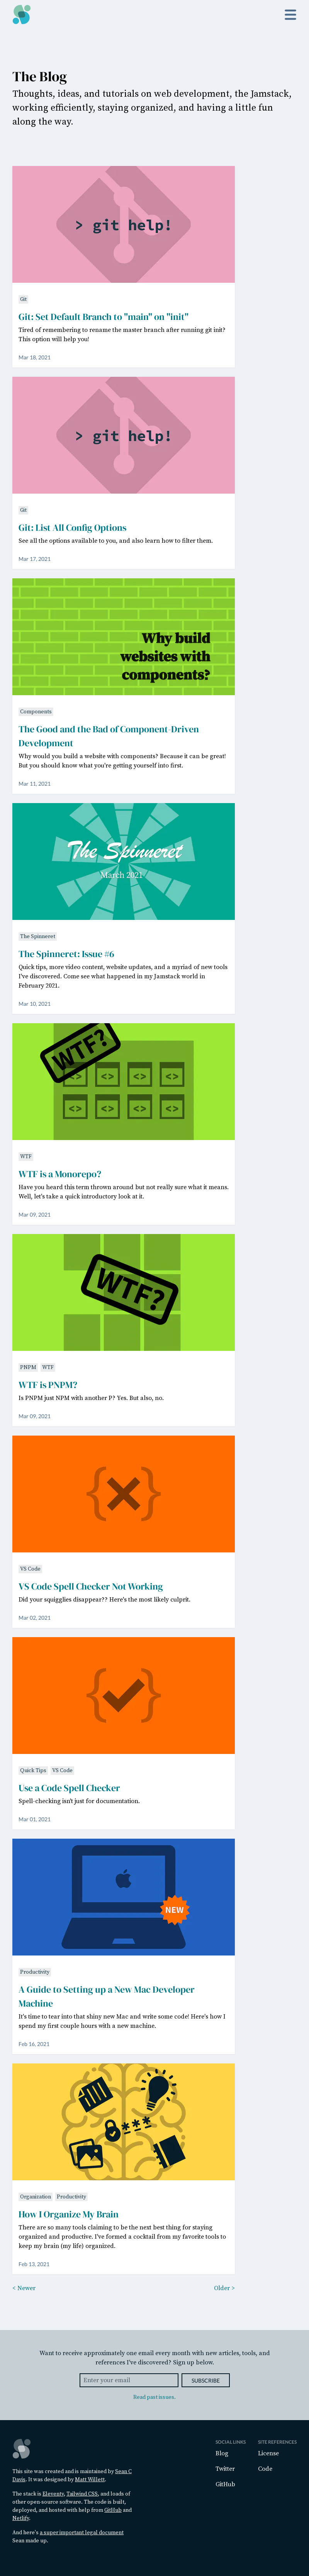 The Blog
Thoughts, ideas, and tutorials on web development, the Jamstack,
working efficiently, staying organized, and having a little fun
along the way.
> git help!
Git
Git: Set Default Branch to "main" on "init"
Tired of remembering to rename the master branch after running git init?
This option will help you!
Mar 18, 2021
> git help!
Git
Git: List All Config Options
See all the options available to you, and also learn how to filter them.
Mar 17, 2021
Why build
websites with
components?
Components
The Good and the Bad of Component-Driven
Development
Why would you build a website with components? Because it can be great!
But you should know what you're getting yourself into first.
Mar 11, 2021
The Spinneret
March 2021
The Spinneret
The Spinneret: Issue #6
Quick tips, more video content, website updates, and a myriad of new tools
I've discovered. Come see what happened in my Jamstack world in
February 2021.
Mar 10, 2021
WTF?
<> <> <> <>
<> <> <> <>
WTF
WTF is a Monorepo?
Have you heard this term thrown around but not really sure what it means.
Well, let's take a quick introductory look at it.
Mar 09, 2021
WTF?
PNPM WTF
WTF is PNPM?
Is PNPM just NPM with another P? Yes. But also, no.
Mar 09, 2021
VS Code
VS Code Spell Checker Not Working
Did your squigglies disappear?? Here's the most likely culprit.
Mar 02, 2021
Quick Tips VS Code
Use a Code Spell Checker
Spell-checking isn't just for documentation.
Mar 01, 2021
NEW
Productivity
A Guide to Setting up a New Mac Developer
Machine
It's time to tear into that shiny new Mac and write some code! Here's how I
spend my first couple hours with a new machine.
Feb 16, 2021
Organization Productivity
How I Organize My Brain
There are so many tools claiming to be the next best thing for staying
organized and productive. I've formed a cocktail from my favorite tools to
keep my brain (my life) organized.
Feb 13, 2021
< Newer
Older >
Want to receive approximately one email every month with new articles, tools, and
references I've discovered? Sign up below.
Enter your email
SUBSCRIBE
Read past issues.
This site was created and is maintained by Sean C
Davis. It was designed by Matt Willett.
The stack is Eleventy, Tailwind CSS, and loads of
other open-source software. The code is built,
deployed, and hosted with help from GitHub and
Netlify.
And here's a super important legal document
Sean made up.
SOCIAL LINKS
Blog
Twitter
GitHub
SITE REFERENCES
License
Code